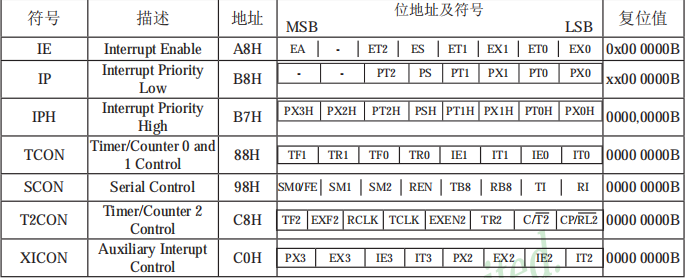 符号 描述 地址 位地址及符号 复位值
MSB LSB
IE Interrupt Enable A8H EA - ET2 ES ET1 EX1 ET0 EX0 0x00 0000B
IP Interrupt Priority Low B8H - - PT2 PS PT1 PX1 PT0 PX0 xx00 0000B
IPH Interrupt Priority High B7H PX3H PX2H PT2H PSH PT1H PX1H PT0H PX0H 0000,0000B
TCON Timer/Counter 0 and 1 Control 88H TF1 TR1 TF0 TR0 IE1 IT1 IE0 IT0 0000 0000B
SCON Serial Control 98H SM0/FE SM1 SM2 REN TB8 RB8 TI RI 0000 0000B
T2CON Timer/Counter 2 Control C8H TF2 EXF2 RCLK TCLK EXEN2 TR2 C/T2 CP/RL2 0000 0000B
XICON Auxiliary Interupt Control C0H PX3 EX3 IE3 IT3 PX2 EX2 IE2 IT2 0000 0000B